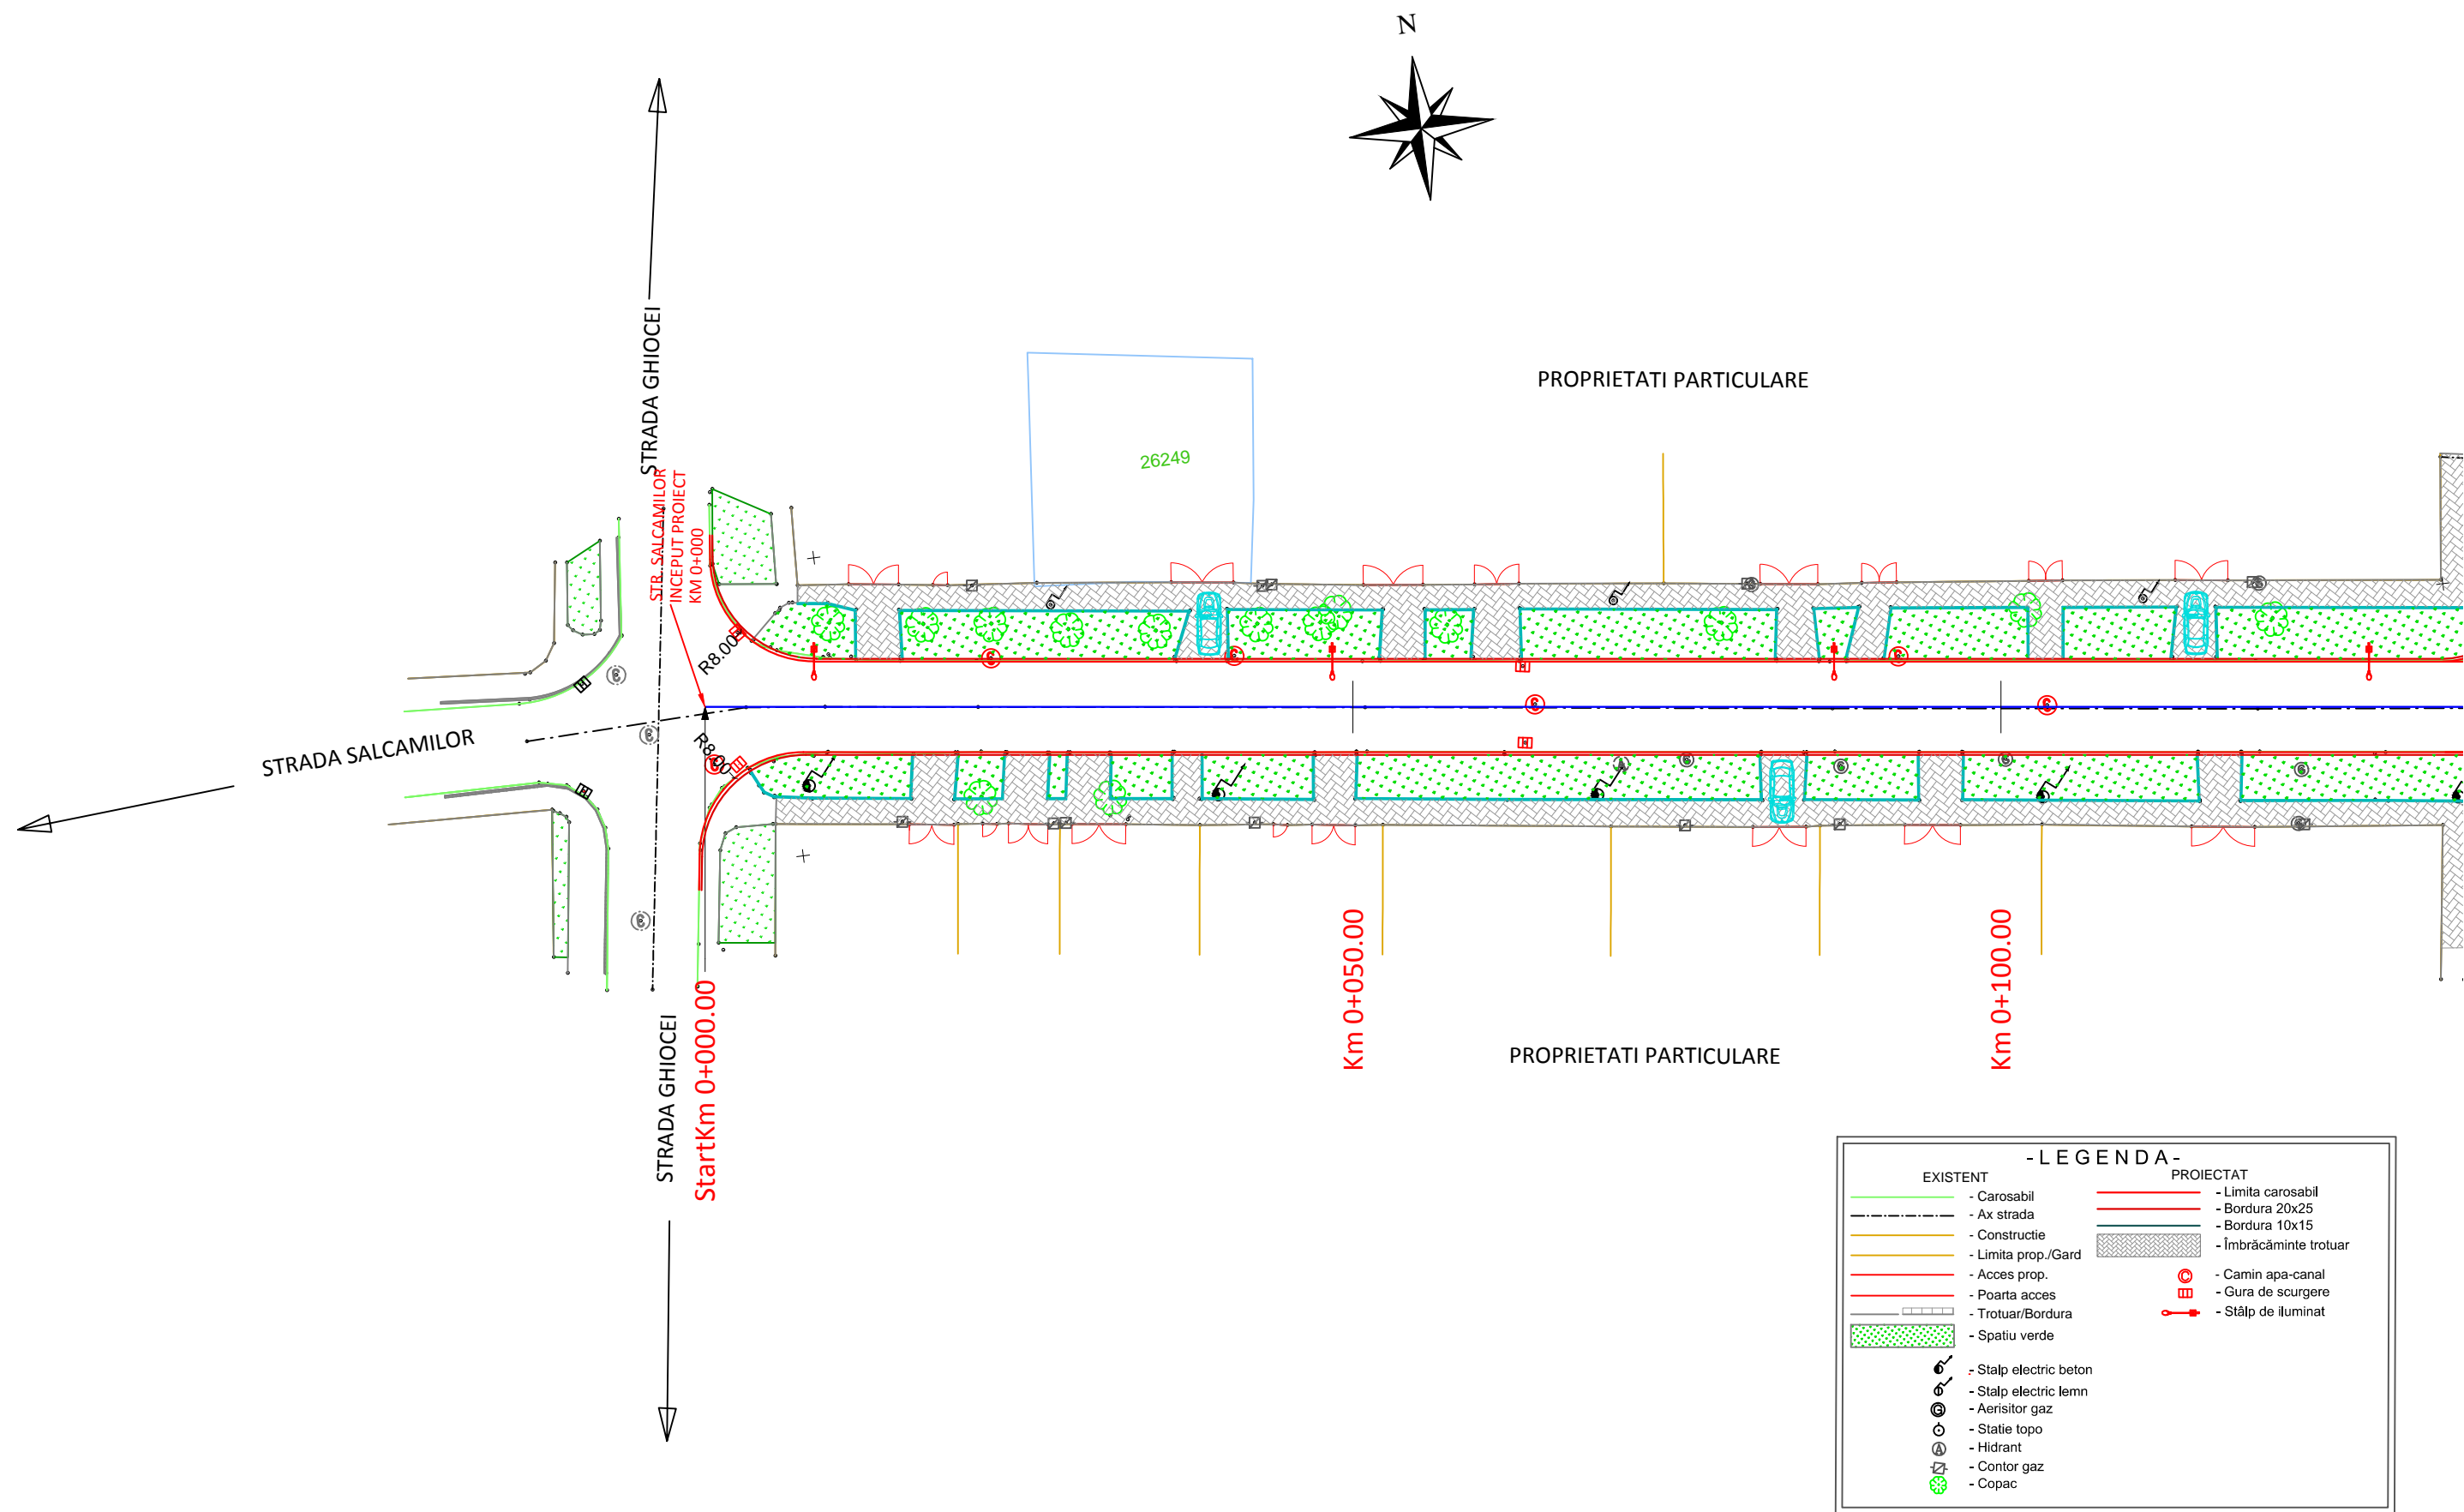 N
STRADA GHIOCEI
PROPRIETATI PARTICULARE
26249
STR. SALCAMILOR
INCEPUT PROIECT
KM 0+000
R8.00
STRADA SALCAMILOR
R8.00
StartKm 0+000.00
Km 0+050.00
Km 0+100.00
STRADA GHIOCEI
PROPRIETATI PARTICULARE
-LEGENDA-
EXISTENT
- Carosabil
- Ax strada
- Constructie
- Limita prop./Gard
- Acces prop.
- Poarta acces
- Trotuar/Bordura
- Spatiu verde
- Stalp electric beton
- Stalp electric lemn
G - Aerisitor gaz
- Statie topo
A - Hidrant
- Contor gaz
- Copac
PROIECTAT
- Limita carosabil
- Bordura 20x25
- Bordura 10x15
- Îmbrăcăminte trotuar
C - Camin apa-canal
- Gura de scurgere
- Stâlp de iluminat